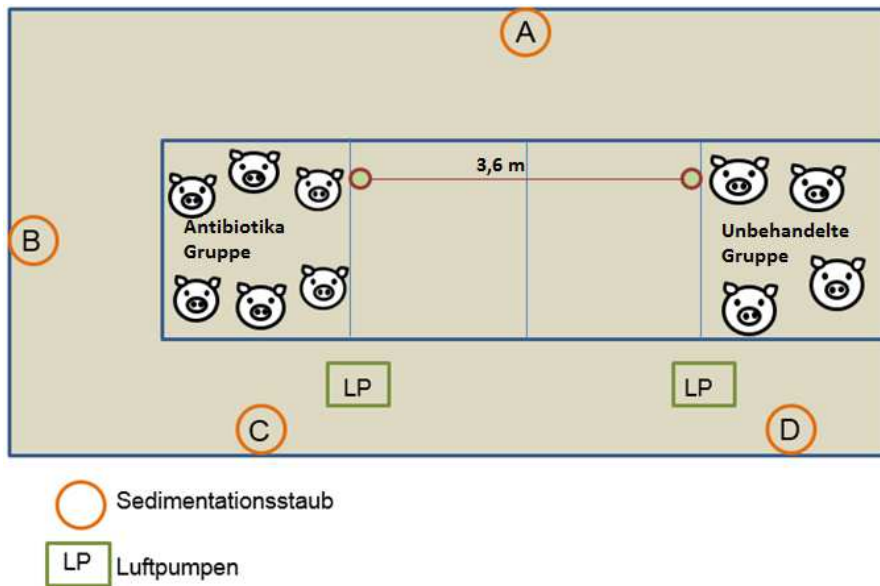 A
3,6 m
B
Antibiotika
Gruppe
Unbehandelte
Gruppe
LP
LP
C
D
Sedimentationsstaub
LP
Luftpumpen